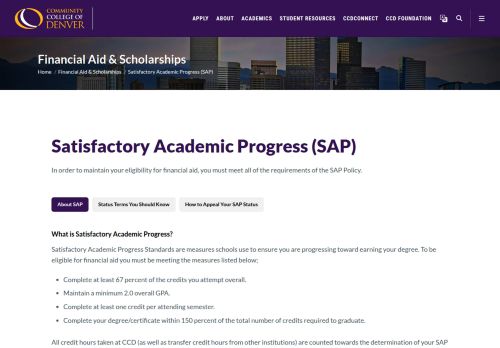 COMMUNITY
COLLEGE OF
DENVER
APPLY ABOUT ACADEMICS STUDENT RESOURCES CCDCONNECT CCD FOUNDATION
Financial Aid & Scholarships
Home / Financial Aid & Scholarships / Satisfactory Academic Progress (SAP)
Satisfactory Academic Progress (SAP)
In order to maintain your eligibility for financial aid, you must meet all of the requirements of the SAP Policy.
About SAP Status Terms You Should Know How to Appeal Your SAP Status
What is Satisfactory Academic Progress?
Satisfactory Academic Progress Standards are measures schools use to ensure you are progressing toward earning your degree. To be
eligible for financial aid you must be meeting the measures listed below;
• Complete at least 67 percent of the credits you attempt overall.
• Maintain a minimum 2.0 overall GPA.
• Complete at least one credit per attending semester.
• Complete your degree/certificate within 150 percent of the total number of credits required to graduate.
All credit hours taken at CCD (as well as transfer credit hours from other institutions) are counted towards the determination of your SAP